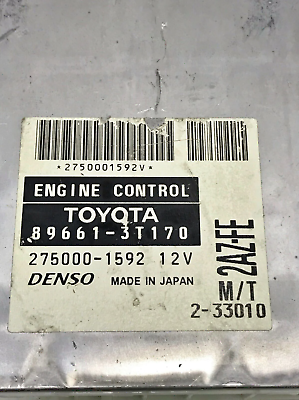 *2750001592V*
ENGINE CONTROL
TOYOTA
89661-3T170
275000-1592 12V
DENSO MADE IN JAPAN
2AZ-FE
M/T
2-33010